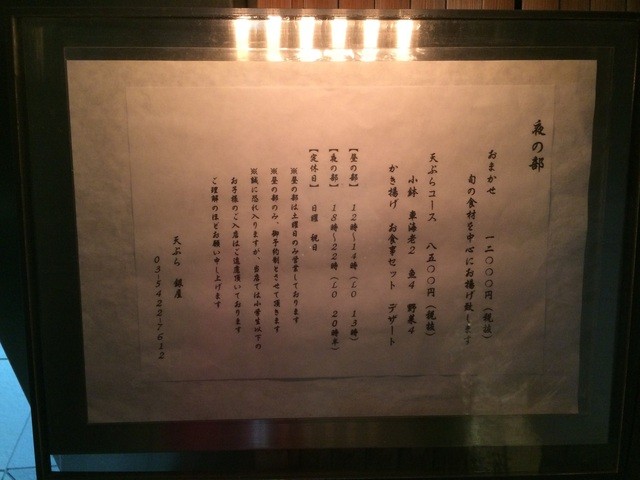 夜の部
おまかせ 一二〇〇〇円(税抜)
旬の食材を中心にお揚げ致します
天ぷらコース 八五〇〇円(税抜)
小鉢 車海老2 魚4 野菜4
かき揚げ お食事セット デザート
【昼の部】 12時〜14時(LO 13時)
【夜の部】 18時〜22時(LO 20時半)
【定休日】 日曜 祝日
※昼の部は土曜日のみ営業しております
※昼の部のみ、御予約制とさせて頂きます
※誠に恐れ入りますが、当店では小学生以下の
お子様のご入店はご遠慮頂いております
ご理解のほどお願い申し上げます
天ぷら 銀屋
03-5422-7612